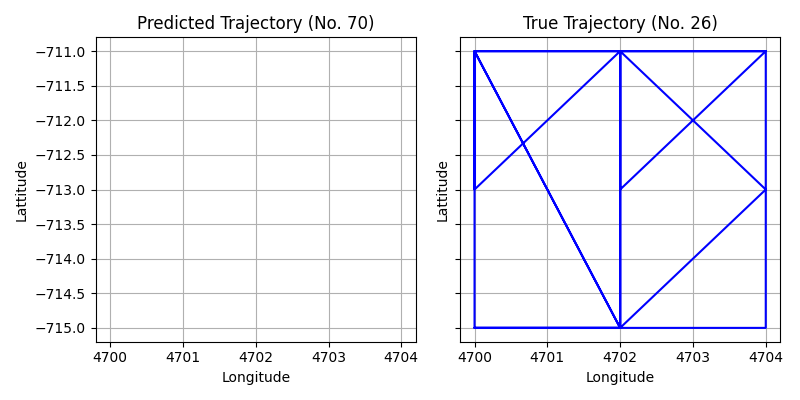 Predicted Trajectory (No. 70)
True Trajectory (No. 26)
−711.0
−711.5
−712.0
−712.5
−713.0
−713.5
−714.0
−714.5
−715.0
Lattitude
Lattitude
4700 4701 4702 4703 4704
4700 4701 4702 4703 4704
Longitude
Longitude